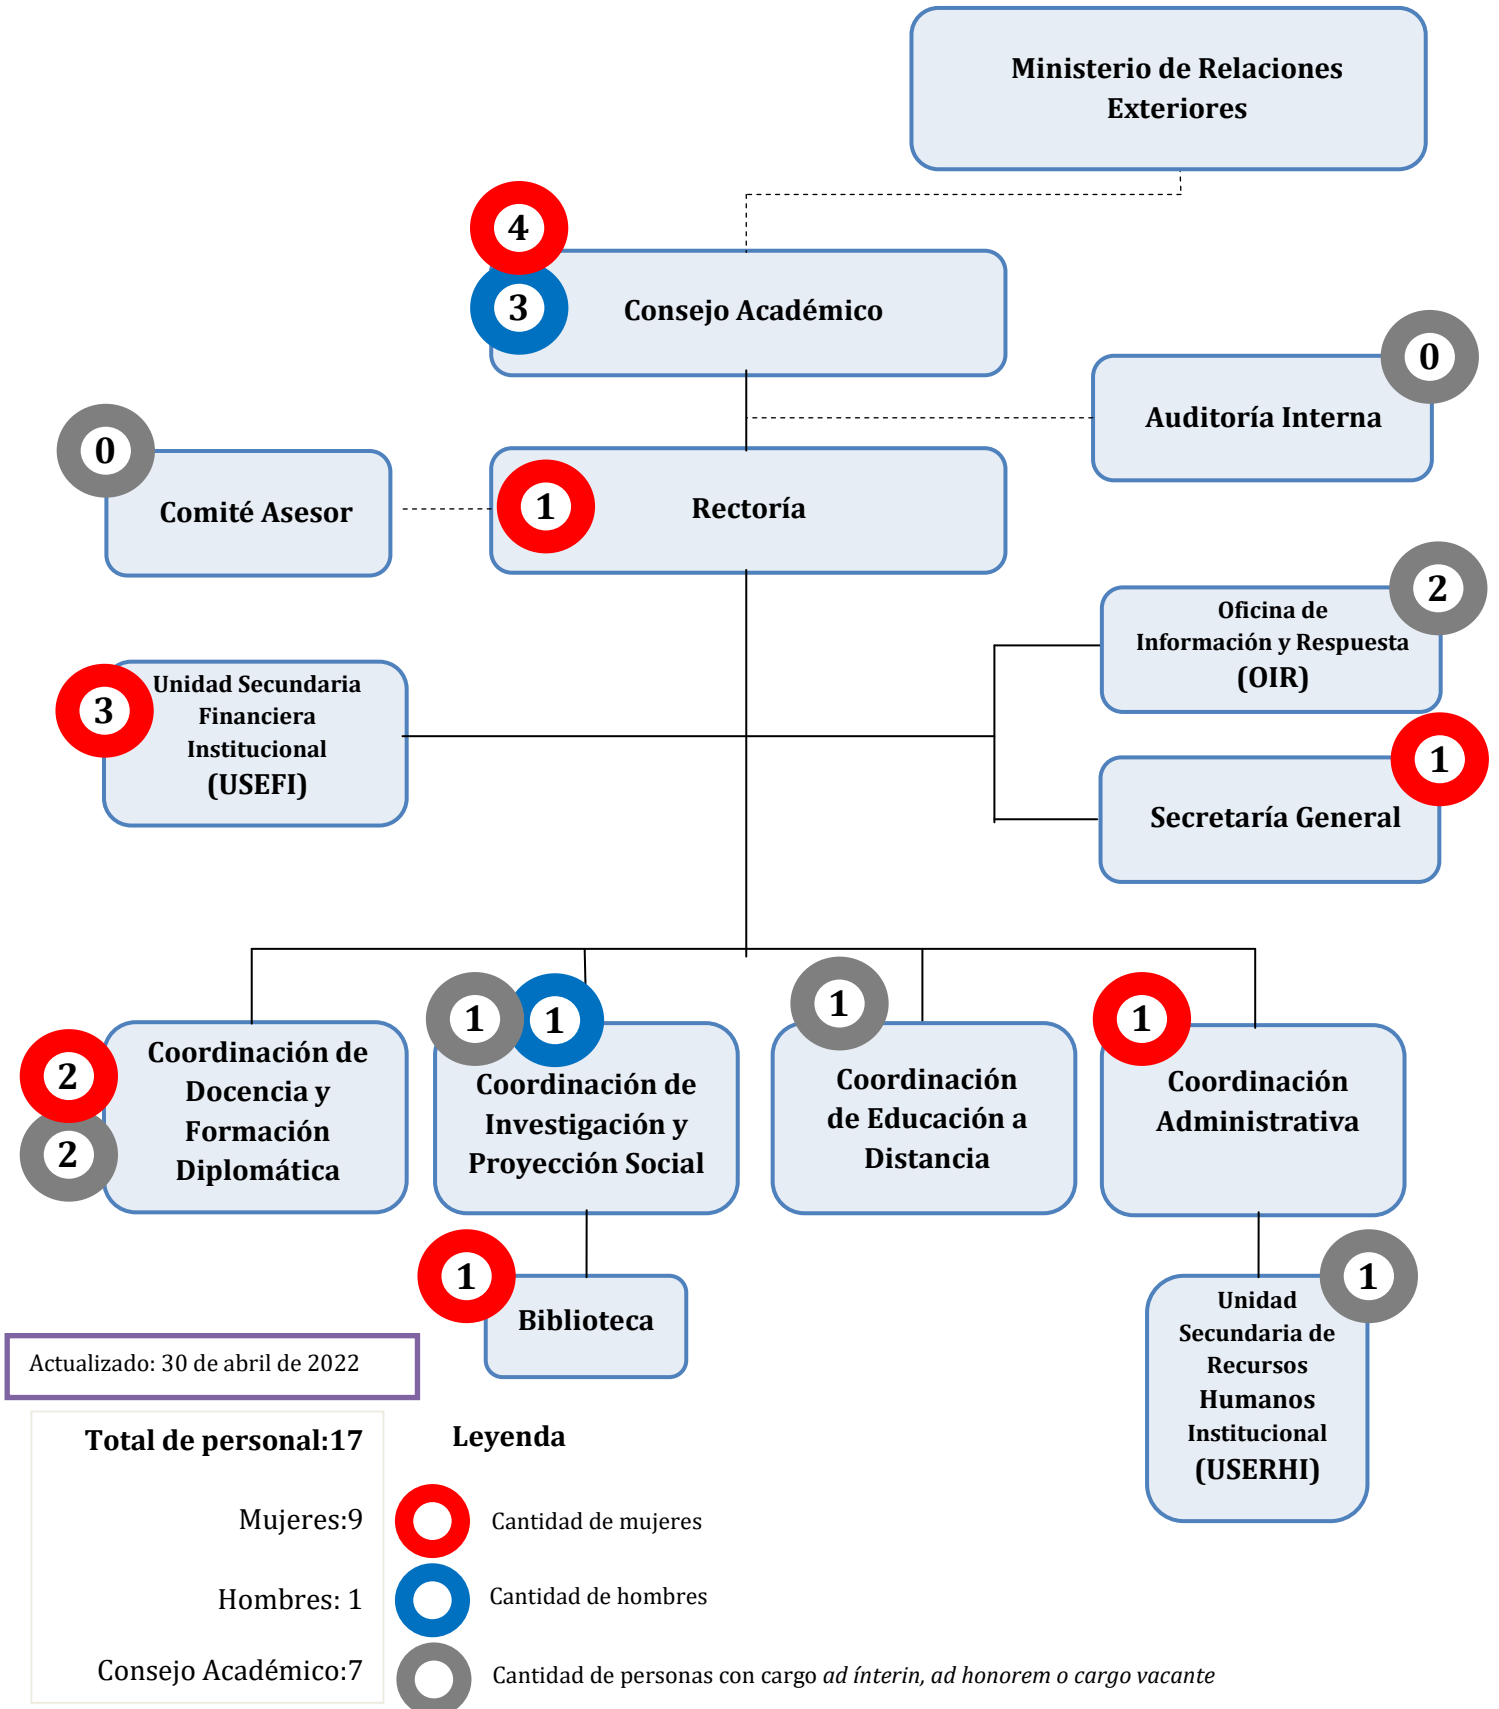 Ministerio de Relaciones
Exteriores
4
3
Consejo Académico
0
Auditoría Interna
0
Comité Asesor
1
Rectoría
2
Oficina de
Información y Respuesta
(OIR)
3
Unidad Secundaria
Financiera
Institucional
(USEFI)
1
Secretaría General
2
2
Coordinación de
Docencia y
Formación
Diplomática
1
1
Coordinación de
Investigación y
Proyección Social
1
Coordinación
de Educación a
Distancia
1
Coordinación
Administrativa
1
Biblioteca
1
Unidad
Secundaria de
Recursos
Humanos
Institucional
(USERHI)
Actualizado: 30 de abril de 2022
Total de personal:17
Mujeres:9
Hombres: 1
Consejo Académico:7
Leyenda
Cantidad de mujeres
Cantidad de hombres
Cantidad de personas con cargo ad ínterin, ad honorem o cargo vacante